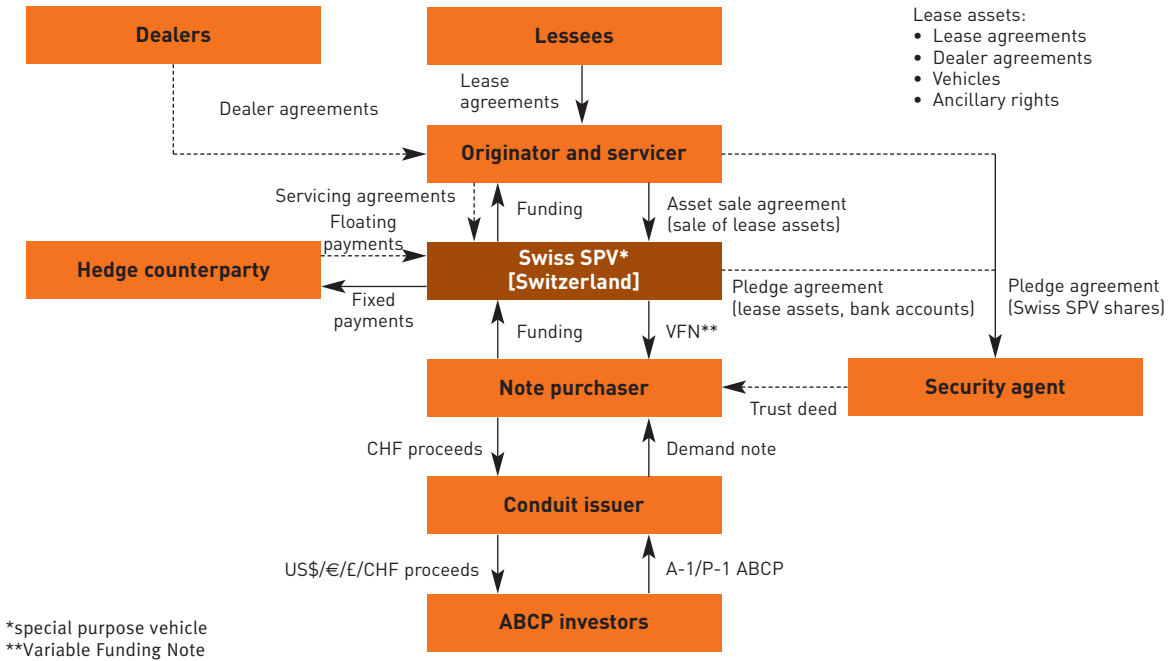 Dealers
Lessees
Lease assets:
• Lease agreements
• Dealer agreements
• Vehicles
• Ancillary rights
Lease
agreements
Dealer agreements
Originator and servicer
Servicing agreements
Funding
Asset sale agreement
(sale of lease assets)
Floating
payments
Hedge counterparty
Swiss SPV*
[Switzerland]
Fixed
payments
Pledge agreement
(lease assets, bank accounts)
Pledge agreement
(Swiss SPV shares)
Funding
VFN**
Note purchaser
Security agent
Trust deed
CHF proceeds
Demand note
Conduit issuer
US$/€/£/CHF proceeds
A-1/P-1 ABCP
ABCP investors
*special purpose vehicle
**Variable Funding Note